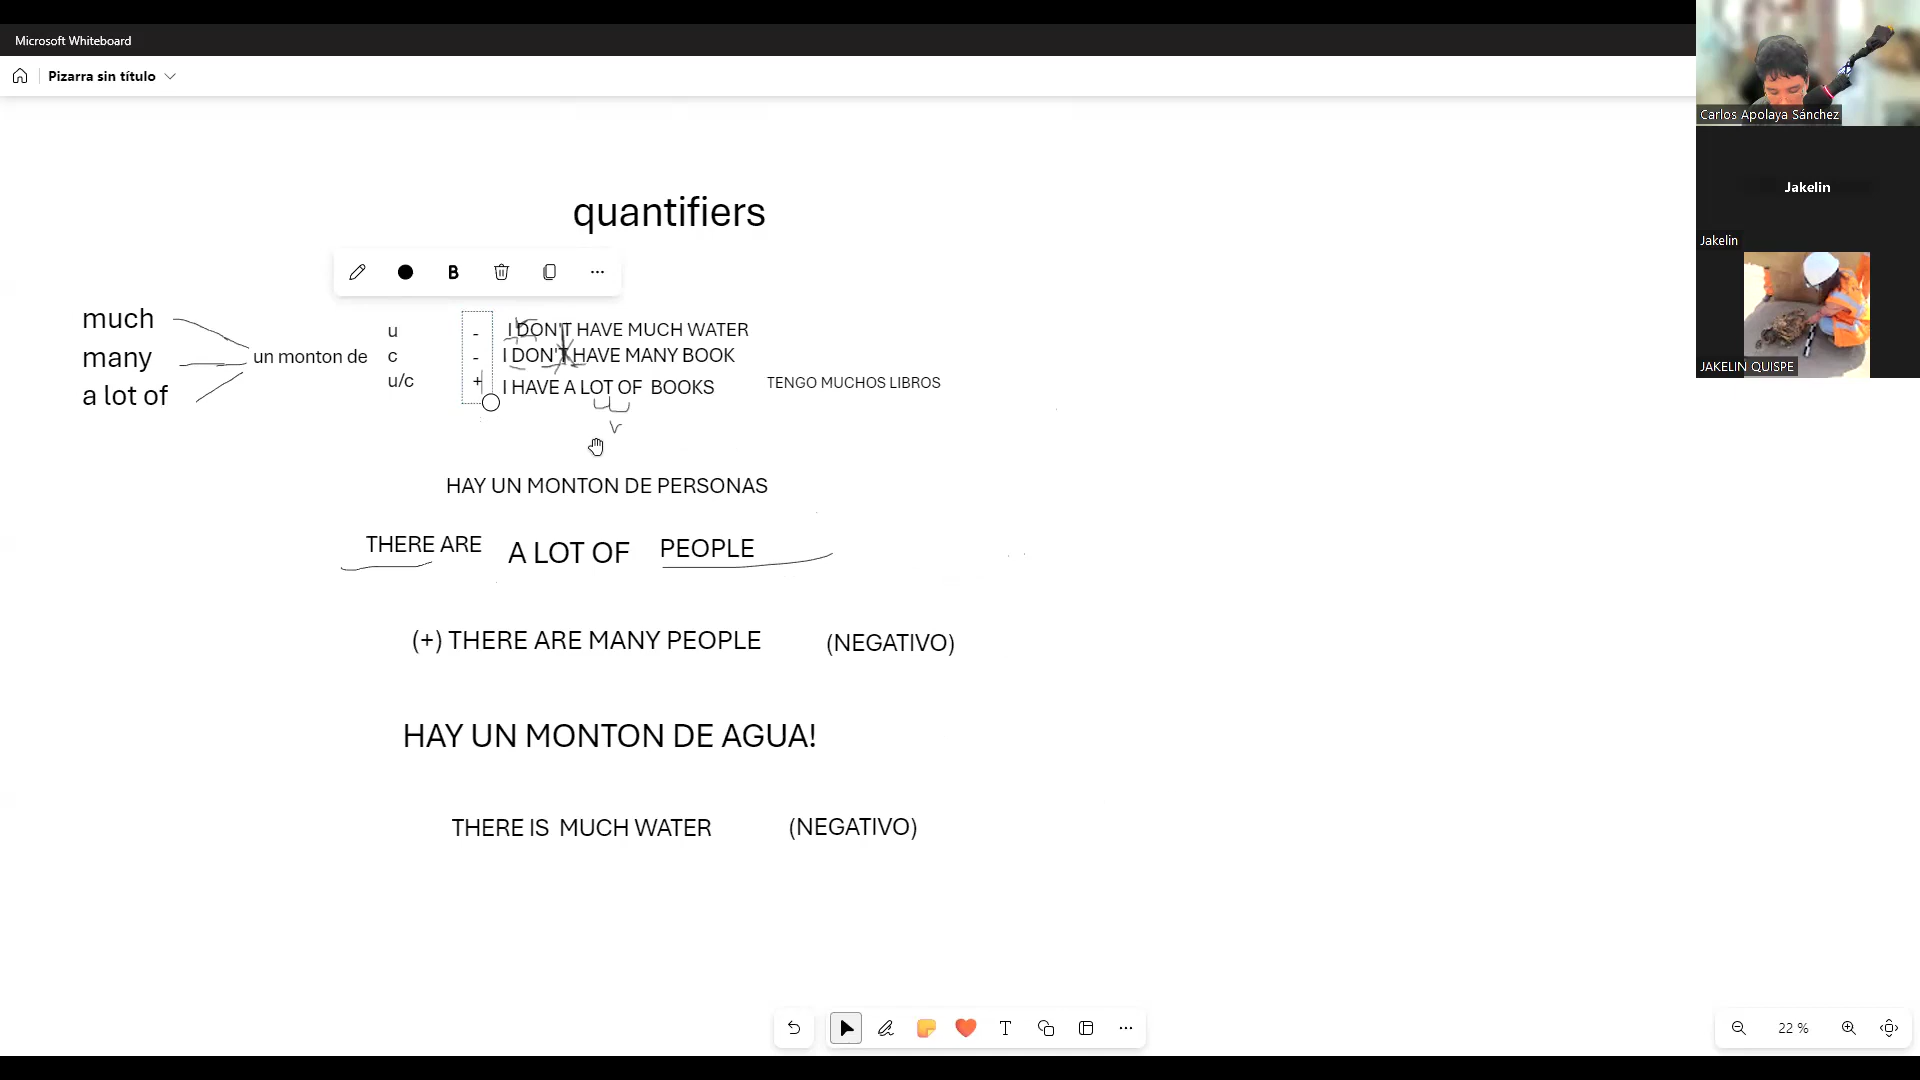 Microsoft Whiteboard
Pizarra sin título
Carlos Apolaya Sánchez
Jakelin
Jakelin
JAKELIN QUISPE
quantifiers
B
much
many
a lot of
un monton de
u
c
u/c
-
-
+
I DON'T HAVE MUCH WATER
I DON'T HAVE MANY BOOK
I HAVE A LOT OF BOOKS
TENGO MUCHOS LIBROS
HAY UN MONTON DE PERSONAS
THERE ARE A LOT OF PEOPLE
(+) THERE ARE MANY PEOPLE (NEGATIVO)
HAY UN MONTON DE AGUA!
THERE IS MUCH WATER (NEGATIVO)
22 %